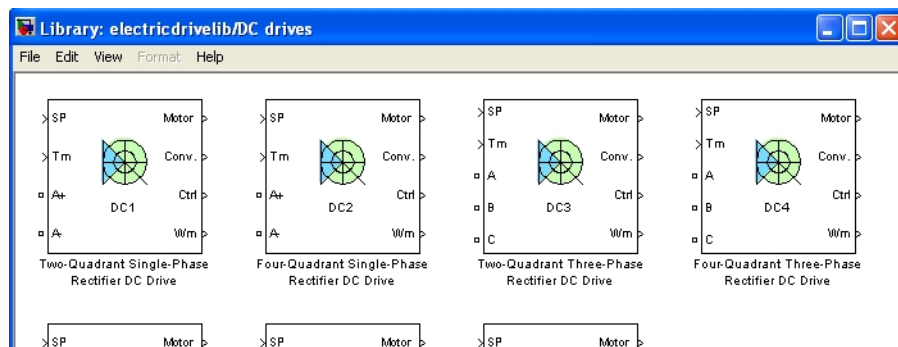 Library: electricdrivelib/DC drives
File Edit View Format Help
SP Motor
Tm Conv.
A+ Ctrl
DC1
A- Wm
Two-Quadrant Single-Phase
Rectifier DC Drive
SP Motor
Tm Conv.
A+ Ctrl
DC2
A- Wm
Four-Quadrant Single-Phase
Rectifier DC Drive
SP Motor
Tm Conv.
A Ctrl
B DC3
C Wm
Two-Quadrant Three-Phase
Rectifier DC Drive
SP Motor
Tm Conv.
A Ctrl
B DC4
C Wm
Four-Quadrant Three-Phase
Rectifier DC Drive
SP Motor
SP Motor
SP Motor